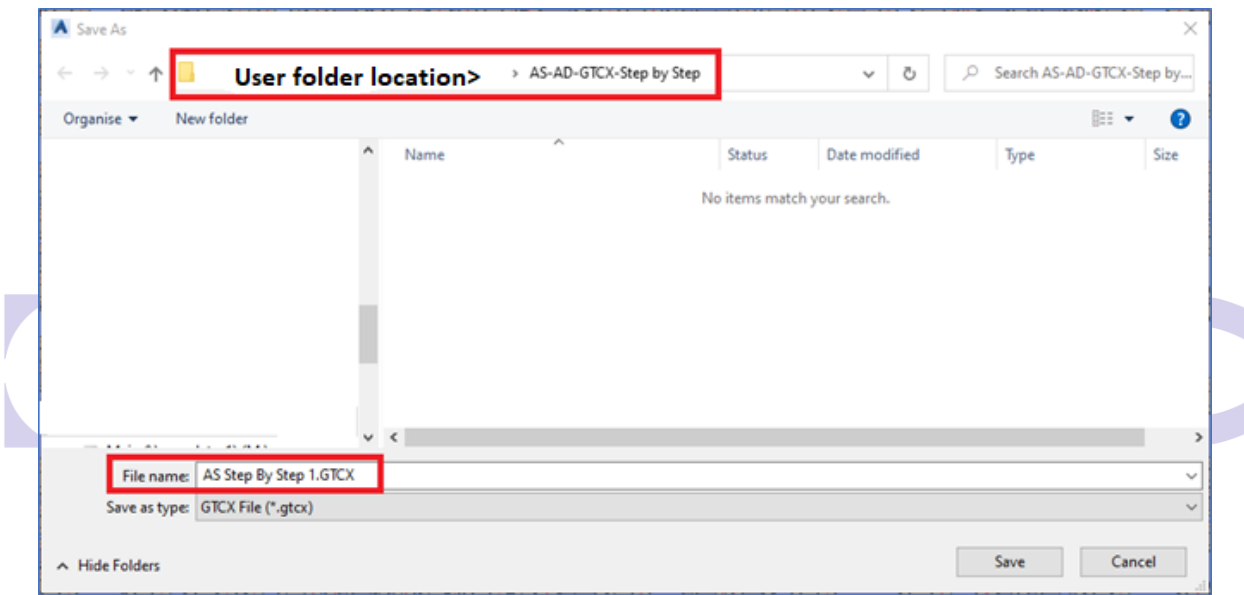 Save As
User folder location> › AS-AD-GTCX-Step by Step
Search AS-AD-GTCX-Step by...
Organise New folder
Name Status Date modified Type Size
No items match your search.
File name: AS Step By Step 1.GTCX
Save as type: GTCX File (*.gtcx)
Hide Folders Save Cancel